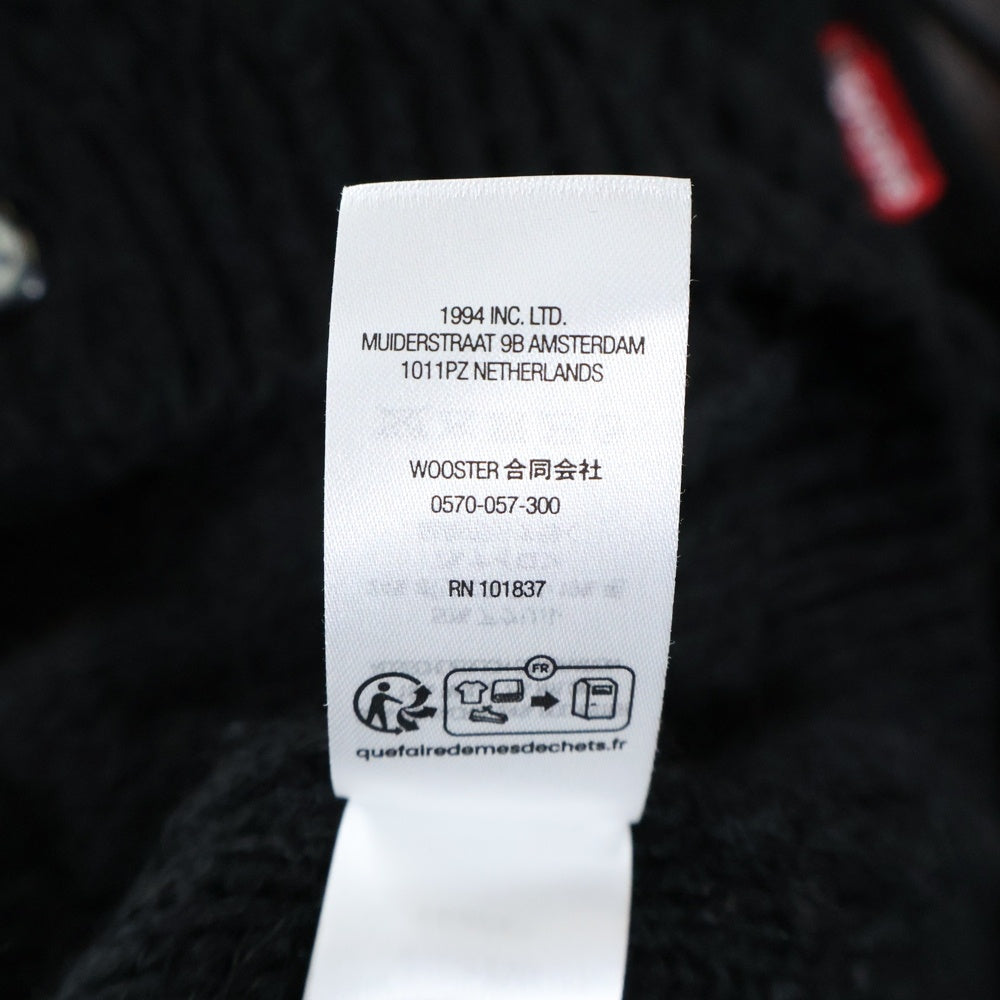 1994 INC. LTD.
MUIDERSTRAAT 9B AMSTERDAM
1011PZ NETHERLANDS
WOOSTER 合同会社
0570-057-300
RN 101837
FR
quefairedemesdechets.fr